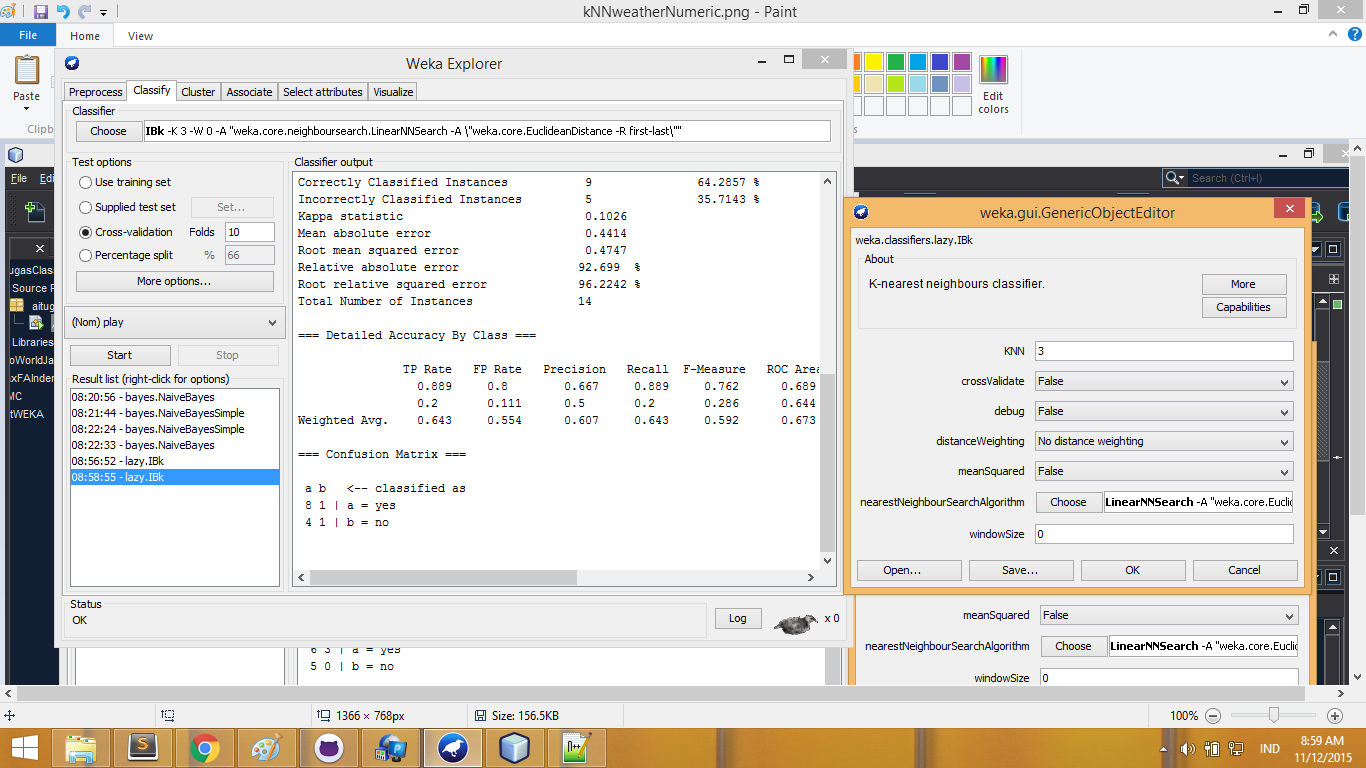 kNNweatherNumeric.png - Paint
File Home View
Paste
Clipb
Edit colors
s
Weka Explorer
Preprocess Classify Cluster Associate Select attributes Visualize
Classifier
Choose IBk -K 3 -W 0 -A "weka.core.neighboursearch.LinearNNSearch -A \"weka.core.EuclideanDistance -R first-last\""
Test options
Use training set
Supplied test set Set...
Cross-validation Folds 10
Percentage split % 66
More options...
(Nom) play
Start Stop
Result list (right-click for options)
08:20:56 - bayes.NaiveBayes
08:21:44 - bayes.NaiveBayesSimple
08:22:24 - bayes.NaiveBayesSimple
08:22:33 - bayes.NaiveBayes
08:56:52 - lazy.IBk
08:58:55 - lazy.IBk
Classifier output
Correctly Classified Instances 9 64.2857 %
Incorrectly Classified Instances 5 35.7143 %
Kappa statistic 0.1026
Mean absolute error 0.4414
Root mean squared error 0.4747
Relative absolute error 92.699 %
Root relative squared error 96.2242 %
Total Number of Instances 14
=== Detailed Accuracy By Class ===
TP Rate FP Rate Precision Recall F-Measure ROC Area
0.889 0.8 0.667 0.889 0.762 0.689
0.2 0.111 0.5 0.2 0.286 0.644
Weighted Avg. 0.643 0.554 0.607 0.643 0.592 0.673
=== Confusion Matrix ===
a b <-- classified as
8 1 | a = yes
4 1 | b = no
Status
OK
Log x 0
6 3 | a = yes
5 0 | b = no
File Edi
ugasClas
Source P
aitug
Libraries
oWorldJa
xFAInder
MC
tWEKA
Search (Ctrl+I)
weka.gui.GenericObjectEditor
weka.classifiers.lazy.IBk
About
K-nearest neighbours classifier.
More
Capabilities
KNN 3
crossValidate False
debug False
distanceWeighting No distance weighting
meanSquared False
nearestNeighbourSearchAlgorithm Choose LinearNNSearch -A "weka.core.Euclid
windowSize 0
Open... Save... OK Cancel
meanSquared False
nearestNeighbourSearchAlgorithm Choose LinearNNSearch -A "weka.core.Euclid
windowSize 0
1366 × 768px Size: 156.5KB 100%
IND
8:59 AM
11/12/2015